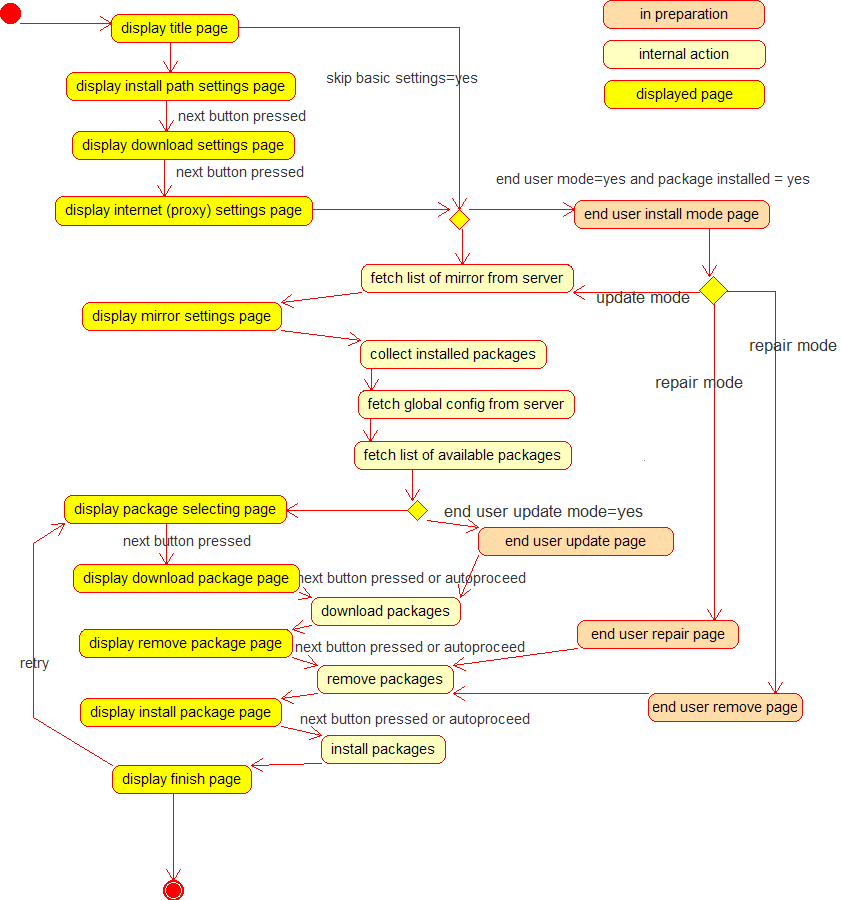 display title page
in preparation
internal action
displayed page
skip basic settings=yes
display install path settings page
next button pressed
display download settings page
next button pressed
display internet (proxy) settings page
end user mode=yes and package installed = yes
end user install mode page
fetch list of mirror from server
update mode
display mirror settings page
repair mode
collect installed packages
repair mode
fetch global config from server
fetch list of available packages
display package selecting page
end user update mode=yes
next button pressed
end user update page
display download package page
next button pressed or autoproceed
download packages
display remove package page
next button pressed or autoproceed
end user repair page
retry
remove packages
display install package page
next button pressed or autoproceed
end user remove page
install packages
display finish page